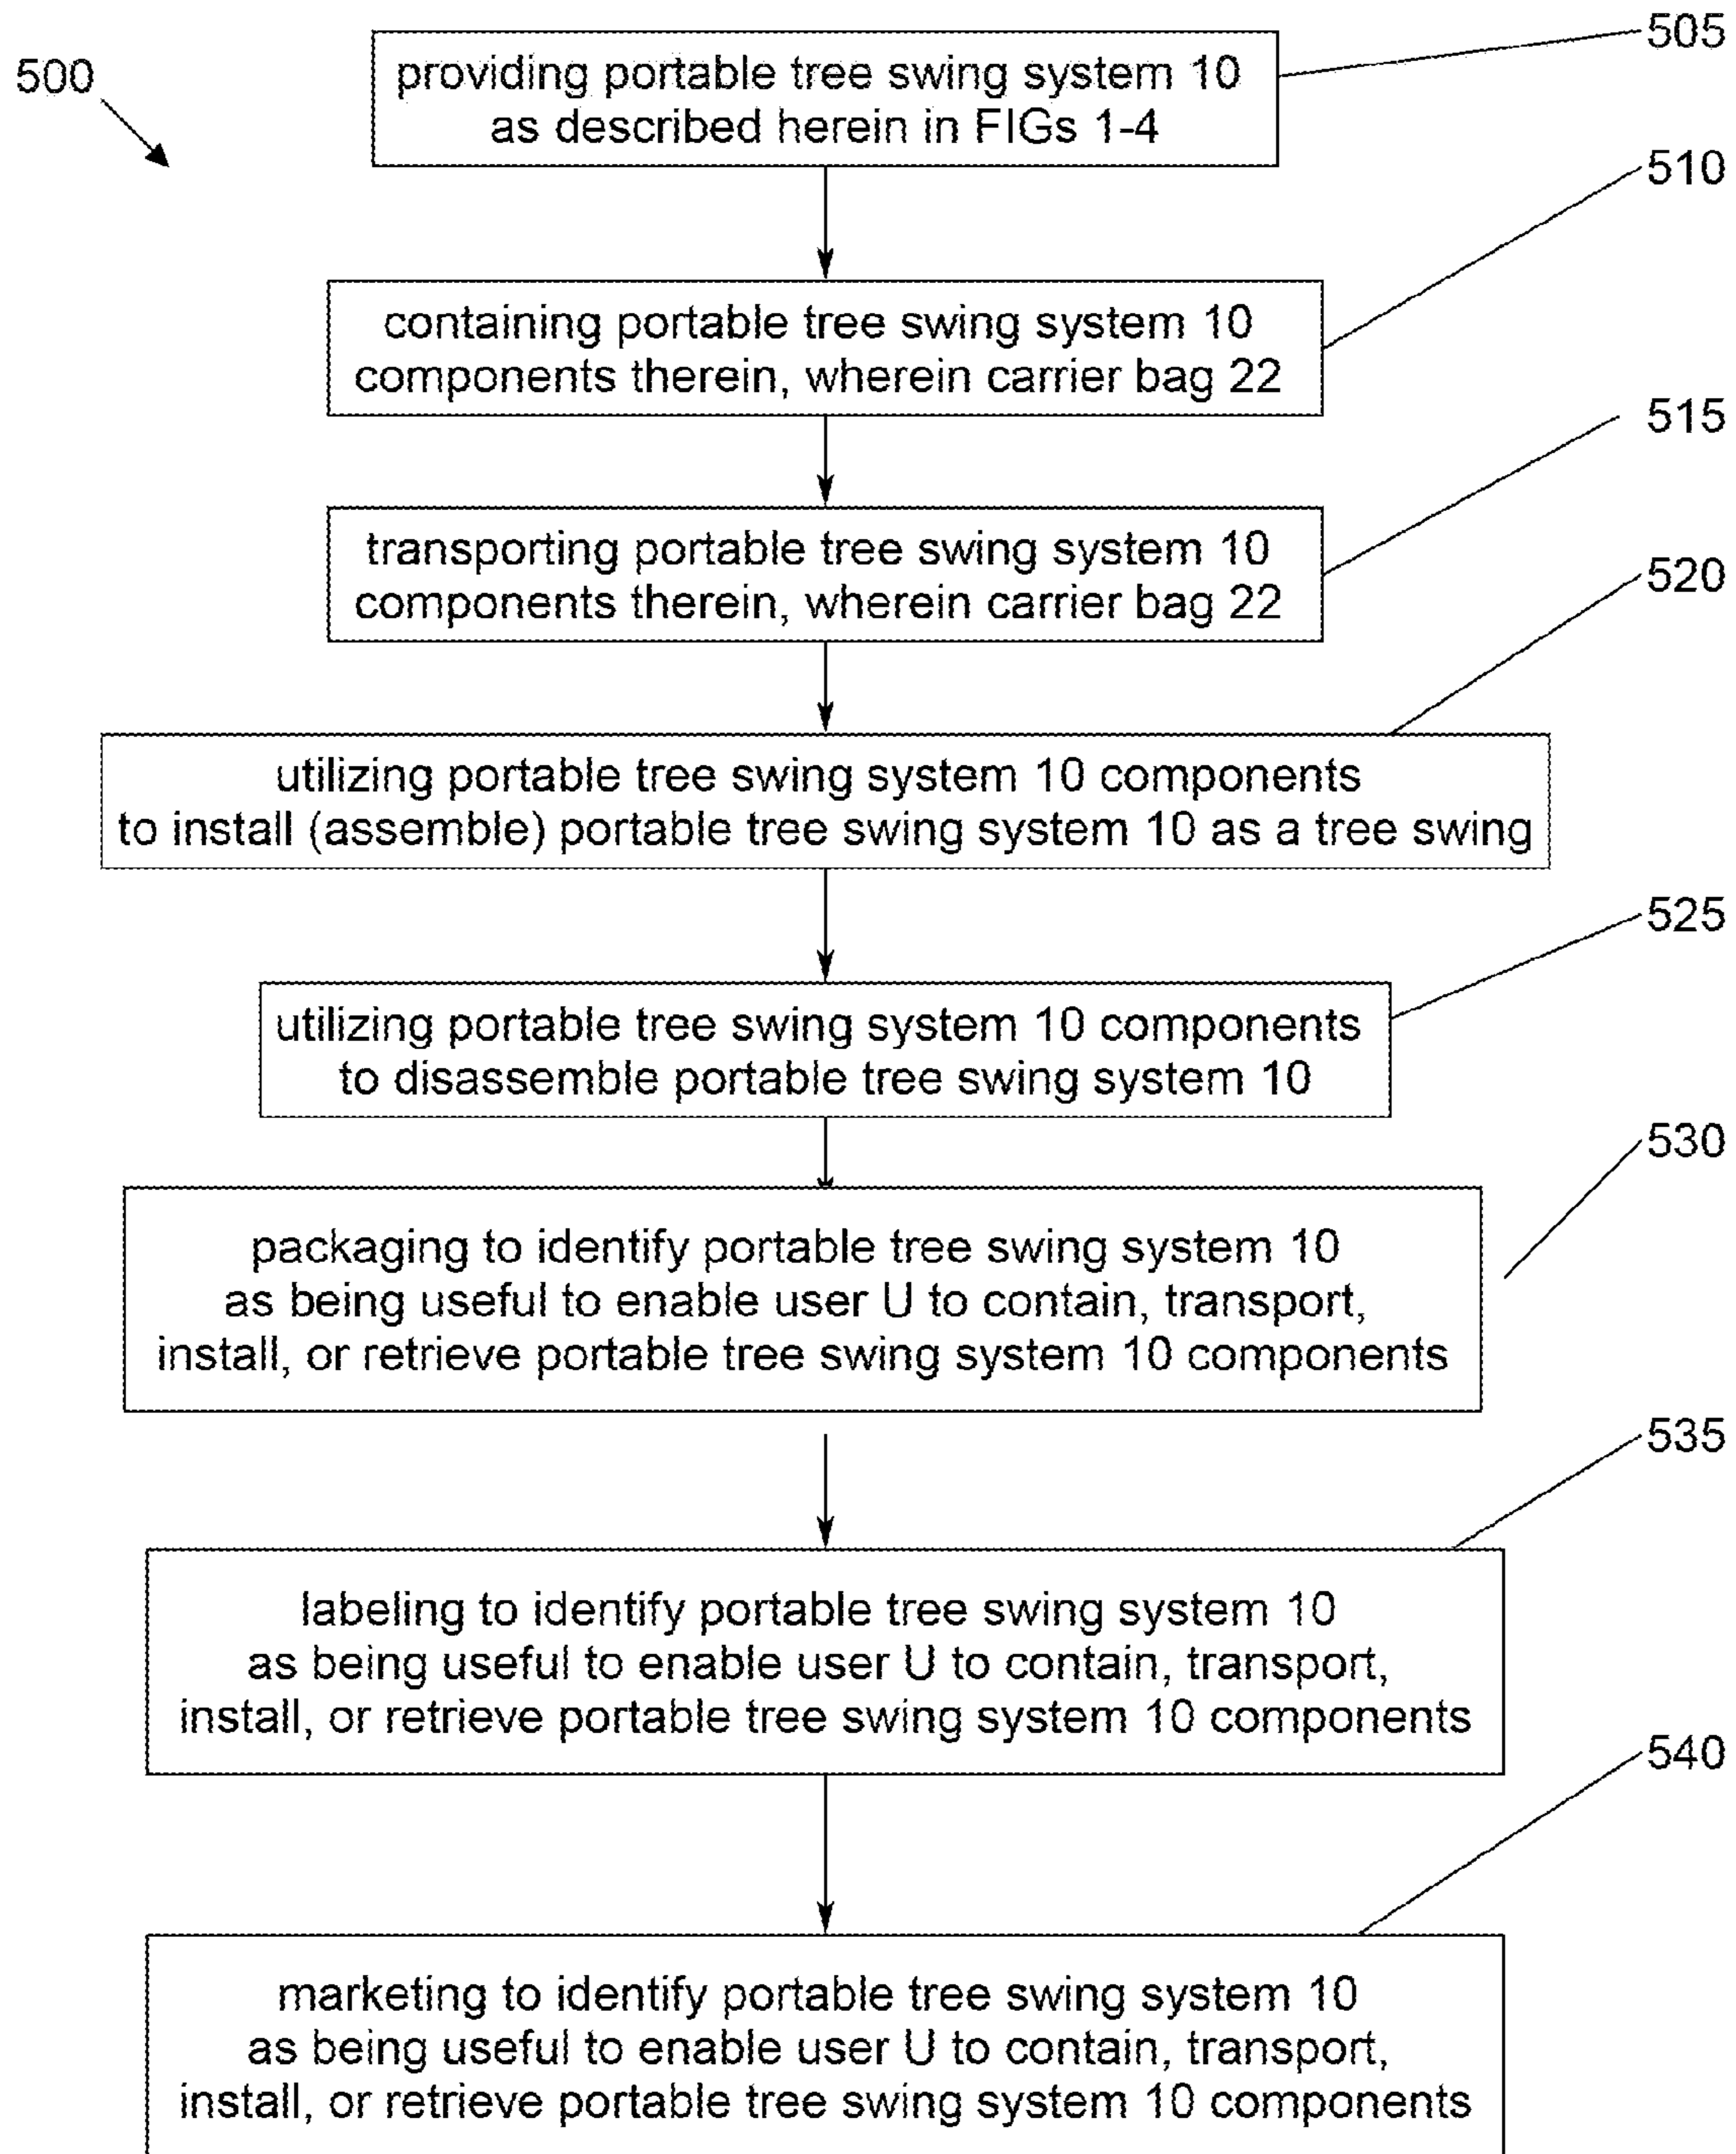 500
505
providing portable tree swing system 10
as described herein in FIGs 1-4
510
containing portable tree swing system 10
components therein, wherein carrier bag 22
515
transporting portable tree swing system 10
components therein, wherein carrier bag 22
520
utilizing portable tree swing system 10 components
to install (assemble) portable tree swing system 10 as a tree swing
525
utilizing portable tree swing system 10 components
to disassemble portable tree swing system 10
530
packaging to identify portable tree swing system 10
as being useful to enable user U to contain, transport,
install, or retrieve portable tree swing system 10 components
535
labeling to identify portable tree swing system 10
as being useful to enable user U to contain, transport,
install, or retrieve portable tree swing system 10 components
540
marketing to identify portable tree swing system 10
as being useful to enable user U to contain, transport,
install, or retrieve portable tree swing system 10 components